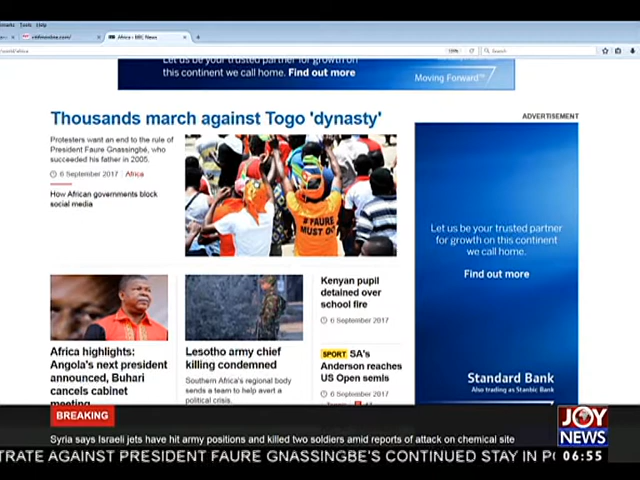 Tools Help
Africa - BBC News
Search
Let us be your trusted partner for growth on
this continent we call home. Find out more
Moving Forward™
Thousands march against Togo 'dynasty'
ADVERTISEMENT
Protesters want an end to the rule of
President Faure Gnassingbé, who
succeeded his father in 2005.
6 September 2017 Africa
How African governments block
social media
# FAURE
MUST GO
Let us be your trusted partner
for growth on this continent
we call home.
Find out more
Africa highlights:
Angola's next president
announced, Buhari
cancels cabinet
meeting
Lesotho army chief
killing condemned
Southern Africa's regional body
sends a team to help avert a
political crisis.
Kenyan pupil
detained over
school fire
6 September 2017
SPORT SA's
Anderson reaches
US Open semis
6 September 2017
Standard Bank
Also trading as Stanbic Bank
BREAKING
Syria says Israeli jets have hit army positions and killed two soldiers amid reports of attack on chemical site
JOY
NEWS
TRATE AGAINST PRESIDENT FAURE GNASSINGBE'S CONTINUED STAY IN
06:55